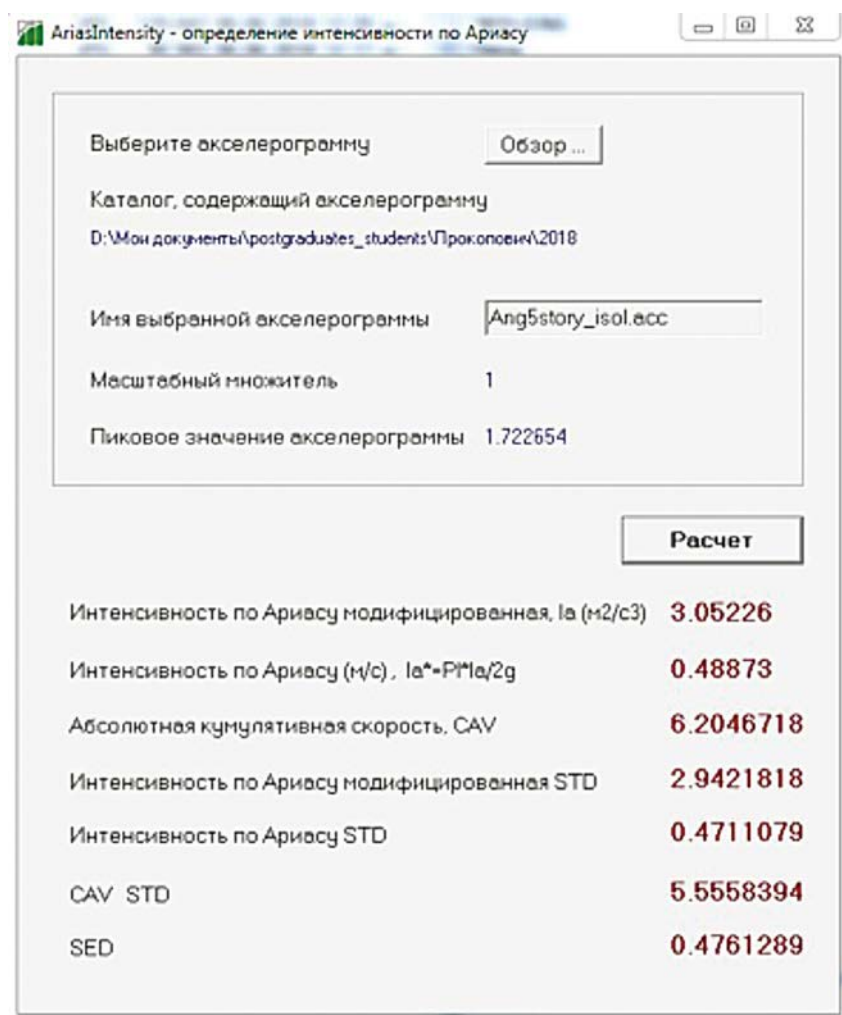 AriasIntensity - определение интенсивности по Ариасу
Выберите акселерограмму Обзор ...
Каталог, содержащий акселерограмму
D:\Мои документы\postgraduates_students\Прокопович\2018
Имя выбранной акселерограммы Ang5story_isol.acc
Масштабный множитель 1
Пиковое значение акселерограммы 1.722654
Расчет
Интенсивность по Ариасу модифицированная, Ia (м2/с3) 3.05226
Интенсивность по Ариасу (м/с) , Ia*=PI*Ia/2g 0.48873
Абсолютная кумулятивная скорость, CAV 6.2046718
Интенсивность по Ариасу модифицированная STD 2.9421818
Интенсивность по Ариасу STD 0.4711079
CAV STD 5.5558394
SED 0.4761289